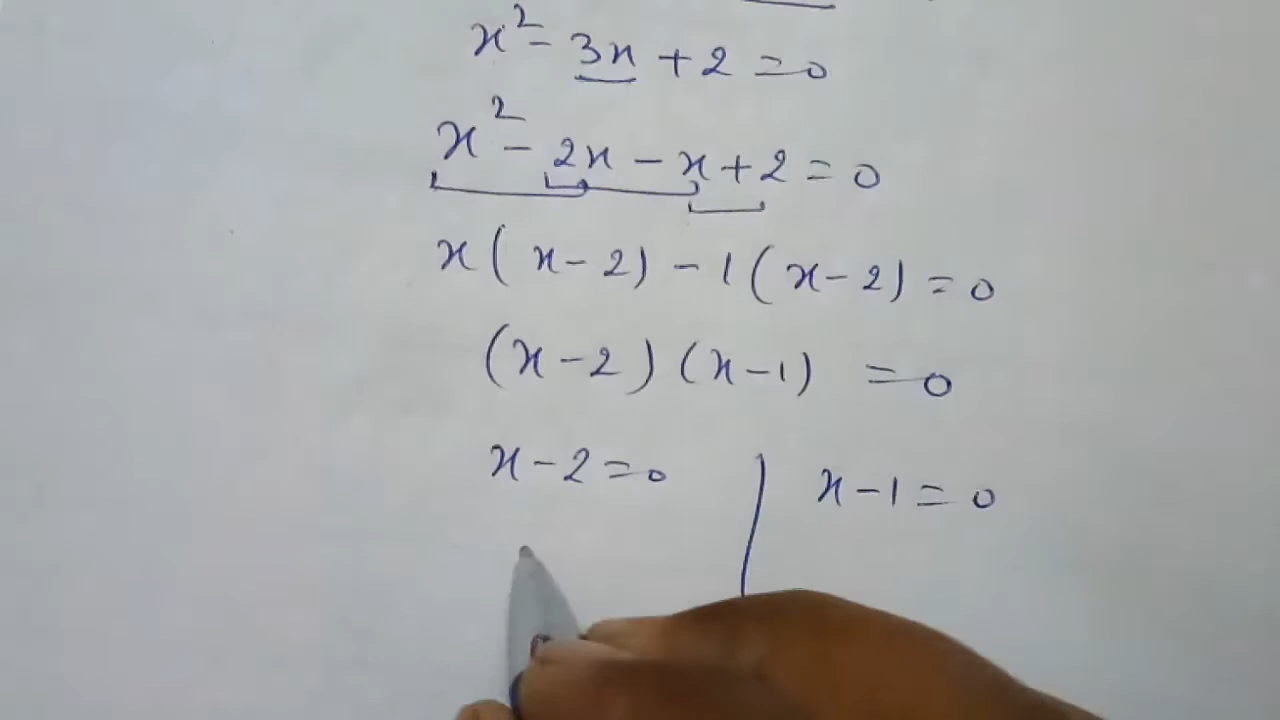 x² - 3x + 2 = 0
x² - 2x - x + 2 = 0
x( x - 2) - 1 ( x - 2) = 0
(x - 2) (x - 1) = 0
x - 2 = 0 | x - 1 = 0